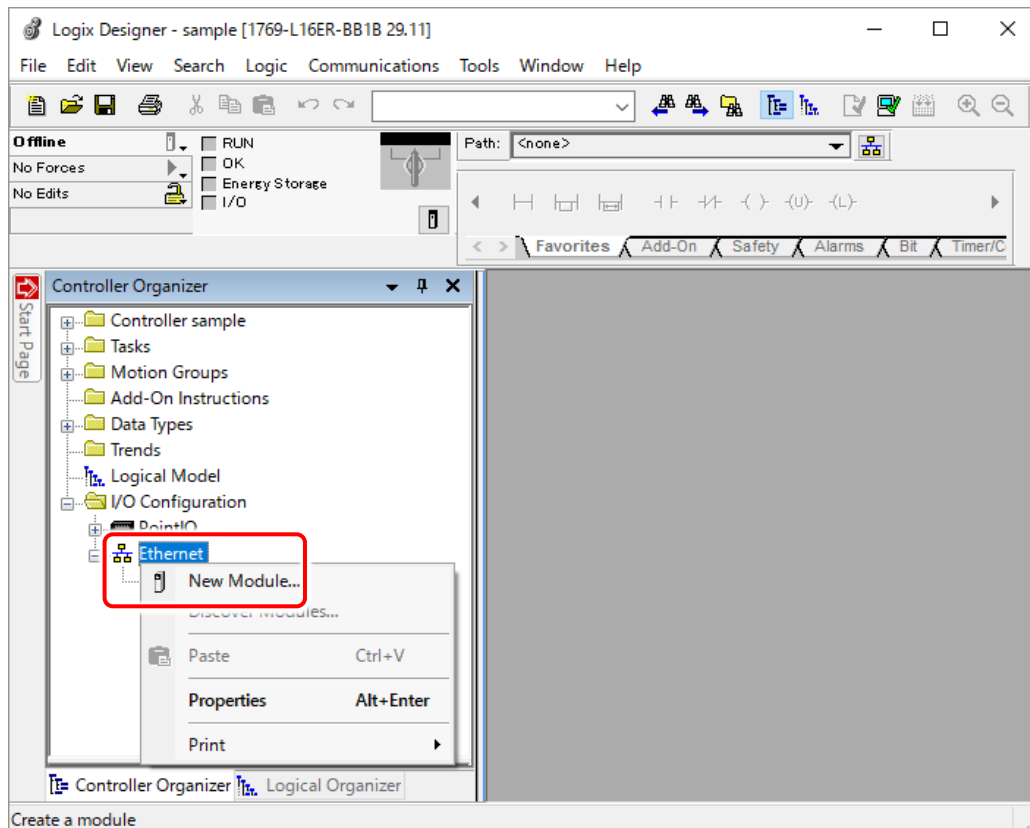 Logix Designer - sample [1769-L16ER-BB1B 29.11]
File Edit View Search Logic Communications Tools Window Help
Offline
RUN
No Forces
OK
No Edits
Energy Storage
I/O
Path: <none>
Favorites Add-On Safety Alarms Bit Timer/C
Start Page
Controller Organizer
Controller sample
Tasks
Motion Groups
Add-On Instructions
Data Types
Trends
Logical Model
I/O Configuration
PointIO
Ethernet
New Module...
Discover Modules...
Paste Ctrl+V
Properties Alt+Enter
Print
Controller Organizer Logical Organizer
Create a module